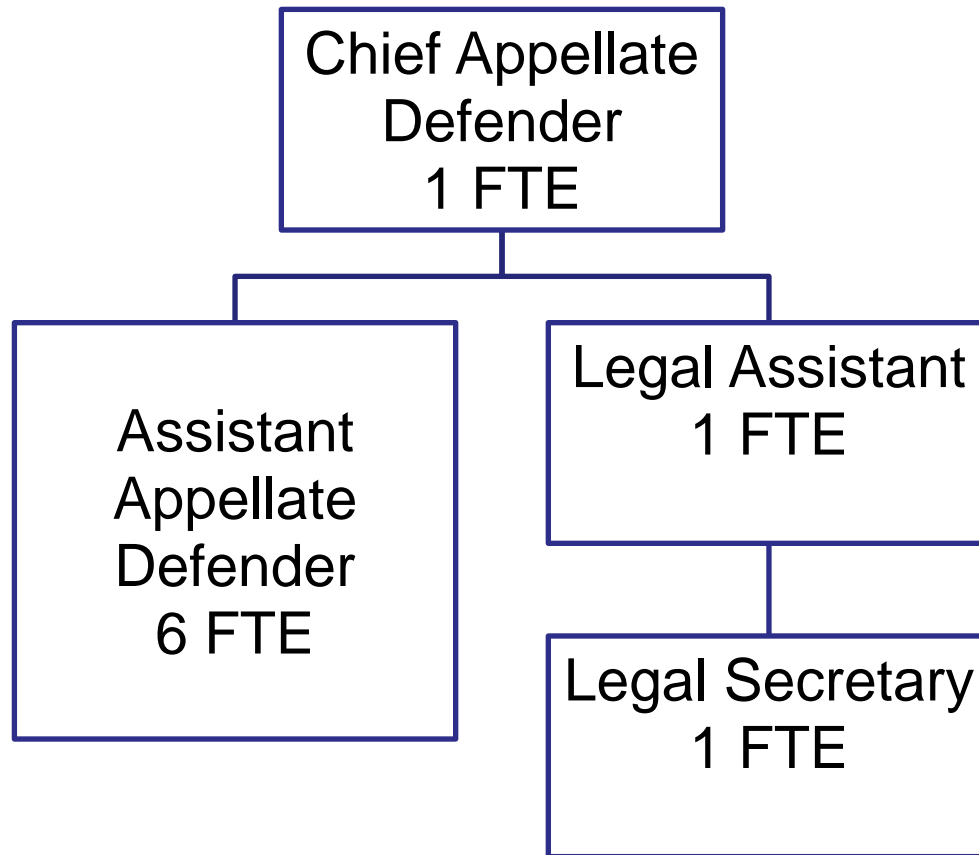 Chief Appellate
Defender
1 FTE
Assistant
Appellate
Defender
6 FTE
Legal Assistant
1 FTE
Legal Secretary
1 FTE